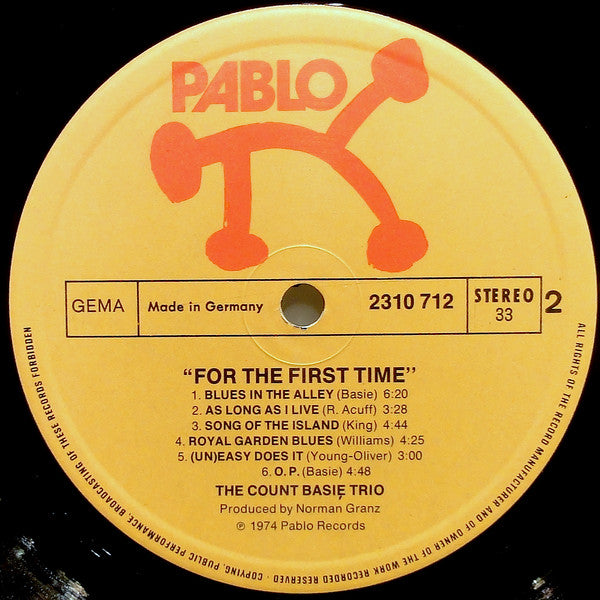 PABLO
GEMA
Made in Germany
2310 712
STEREO
33
2
"FOR THE FIRST TIME"
1. BLUES IN THE ALLEY (Basie) 6:20
2. AS LONG AS I LIVE (R. Acuff) 3:28
3. SONG OF THE ISLAND (King) 4:44
4. ROYAL GARDEN BLUES (Williams) 4:25
5. (UN)EASY DOES IT (Young-Oliver) 3:00
6. O.P. (Basie) 4:48
THE COUNT BASIE TRIO
Produced by Norman Granz
℗ 1974 Pablo Records
ALL RIGHTS OF THE RECORD MANUFACTURER AND OF OWNER OF THE WORK RECORDED RESERVED · COPYING, PUBLIC PERFORMANCE, BROADCASTING OF THESE RECORDS FORBIDDEN